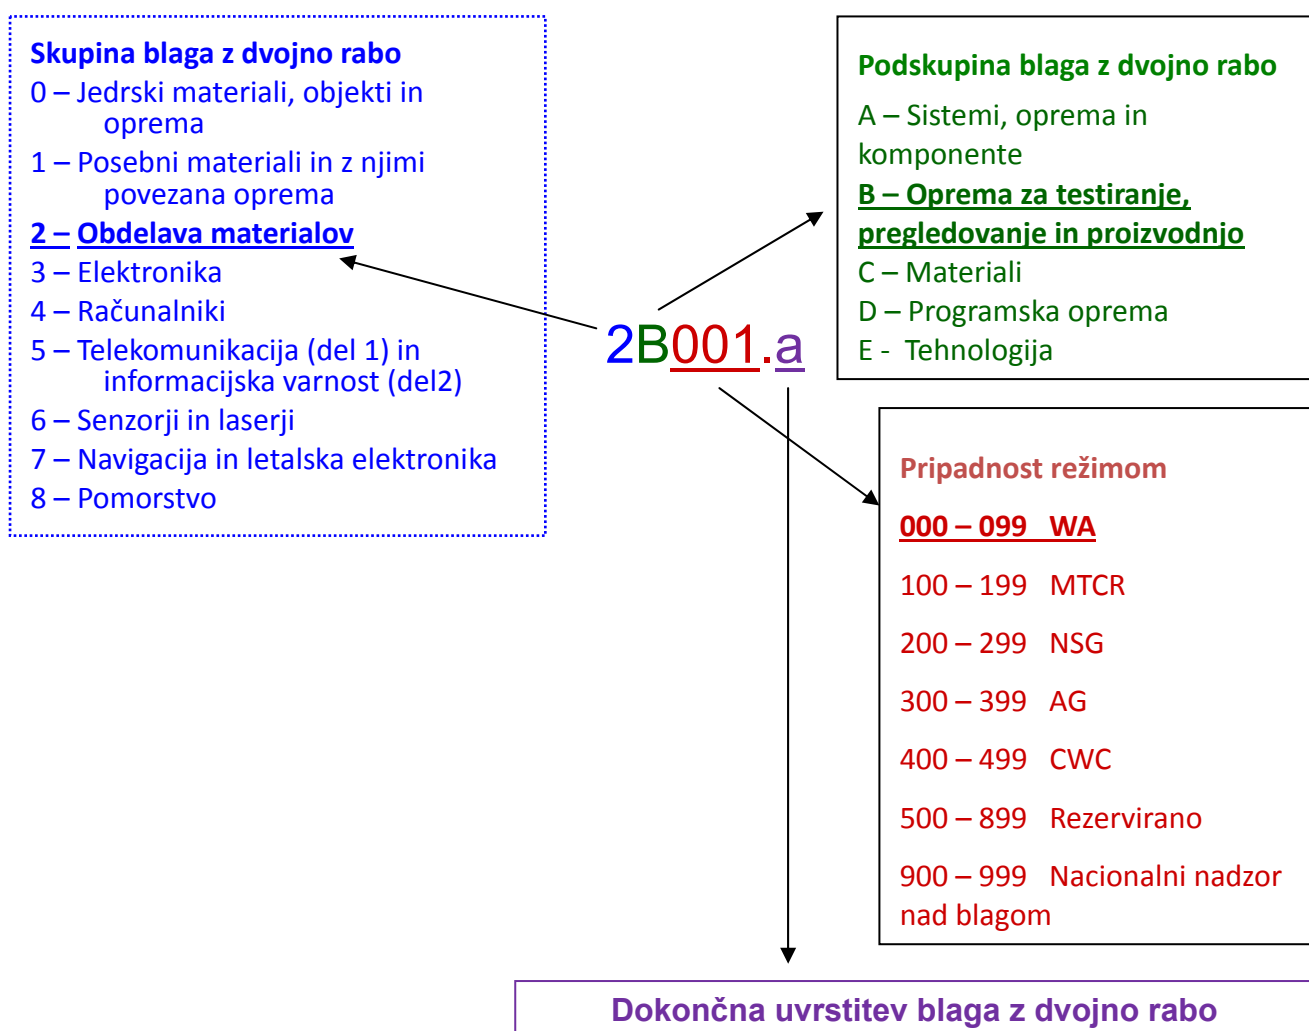 Skupina blaga z dvojno rabo
0 – Jedrski materiali, objekti in
oprema
1 – Posebni materiali in z njimi
povezana oprema
2 – Obdelava materialov
3 – Elektronika
4 – Računalniki
5 – Telekomunikacija (del 1) in
informacijska varnost (del2)
6 – Senzorji in laserji
7 – Navigacija in letalska elektronika
8 – Pomorstvo
2B001.a
Podskupina blaga z dvojno rabo
A – Sistemi, oprema in
komponente
B – Oprema za testiranje,
pregledovanje in proizvodnjo
C – Materiali
D – Programska oprema
E - Tehnologija
Pripadnost režimom
000 – 099 WA
100 – 199 MTCR
200 – 299 NSG
300 – 399 AG
400 – 499 CWC
500 – 899 Rezervirano
900 – 999 Nacionalni nadzor
nad blagom
Dokončna uvrstitev blaga z dvojno rabo